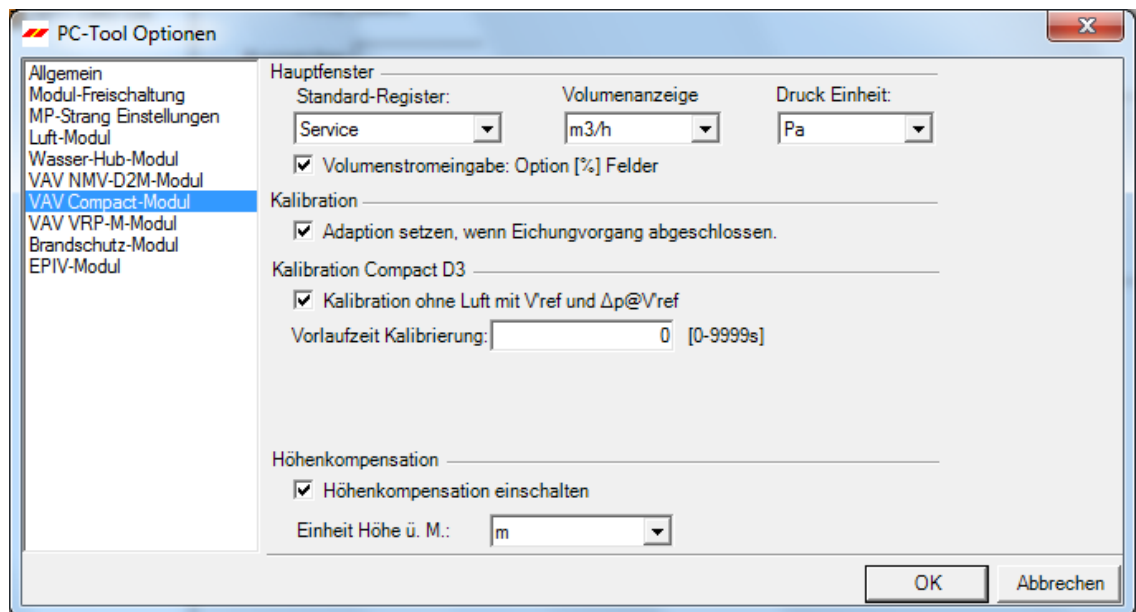 PC-Tool Optionen
Allgemein
Modul-Freischaltung
MP-Strang Einstellungen
Luft-Modul
Wasser-Hub-Modul
VAV NMV-D2M-Modul
VAV Compact-Modul
VAV VRP-M-Modul
Brandschutz-Modul
EPIV-Modul
Hauptfenster
Standard-Register: Volumenanzeige Druck Einheit:
Service m3/h Pa
Volumenstromeingabe: Option [%] Felder
Kalibration
Adaption setzen, wenn Eichungvorgang abgeschlossen.
Kalibration Compact D3
Kalibration ohne Luft mit V'ref und Δp@V'ref
Vorlaufzeit Kalibrierung: 0 [0-9999s]
Höhenkompensation
Höhenkompensation einschalten
Einheit Höhe ü. M.: m
OK Abbrechen